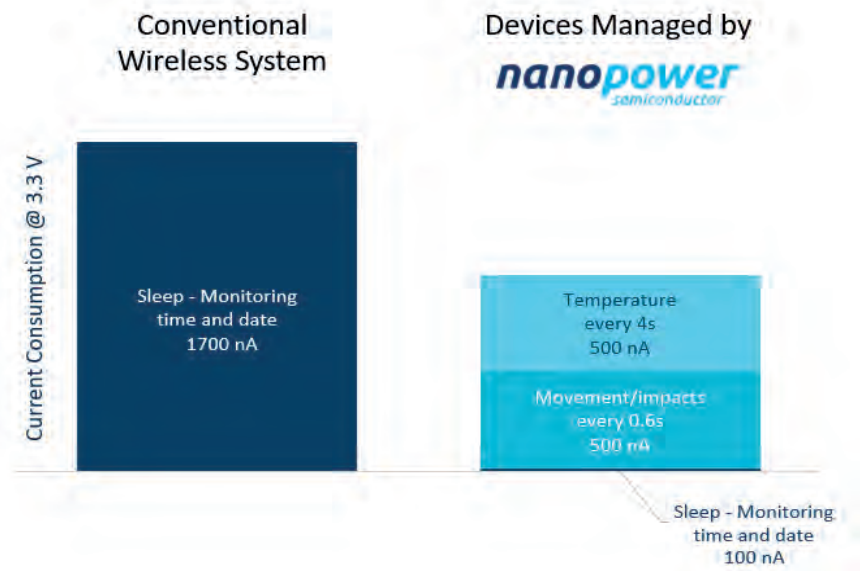 Conventional
Wireless System
Devices Managed by
nanopower
semiconductor
Current Consumption @ 3.3 V
Sleep - Monitoring
time and date
1700 nA
Temperature
every 4s
500 nA
Movement/impacts
every 0.6s
500 nA
Sleep - Monitoring
time and date
100 nA